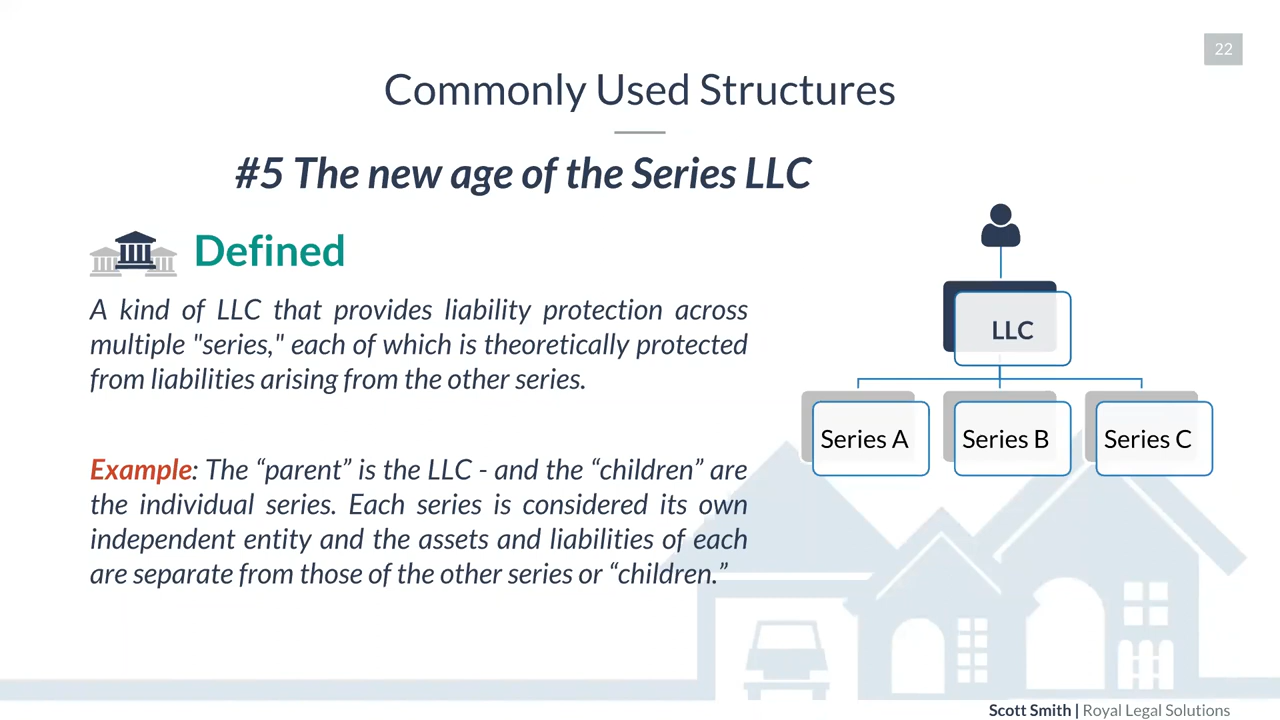 22
Commonly Used Structures
#5 The new age of the Series LLC
Defined
A kind of LLC that provides liability protection across
multiple "series," each of which is theoretically protected
from liabilities arising from the other series.
Example: The “parent” is the LLC - and the “children” are
the individual series. Each series is considered its own
independent entity and the assets and liabilities of each
are separate from those of the other series or “children.”
LLC
Series A
Series B
Series C
Scott Smith | Royal Legal Solutions